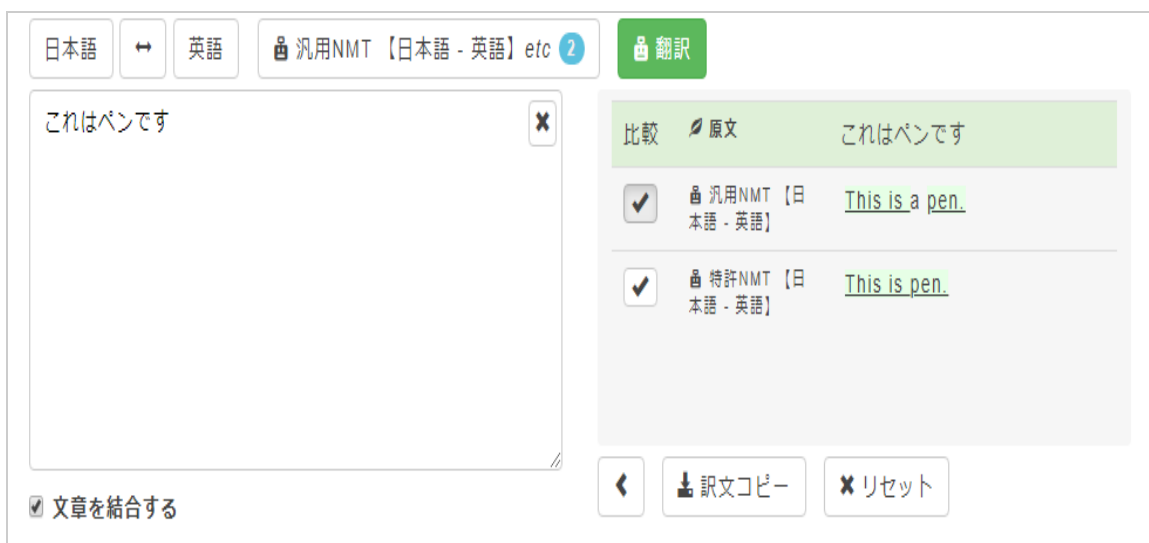 日本語 ↔ 英語 汎用NMT 【日本語 - 英語】etc 2 翻訳
これはペンです
比較 原文 これはペンです
汎用NMT 【日
本語 - 英語】
This is a pen.
特許NMT 【日
本語 - 英語】
This is pen.
文章を結合する
訳文コピー リセット